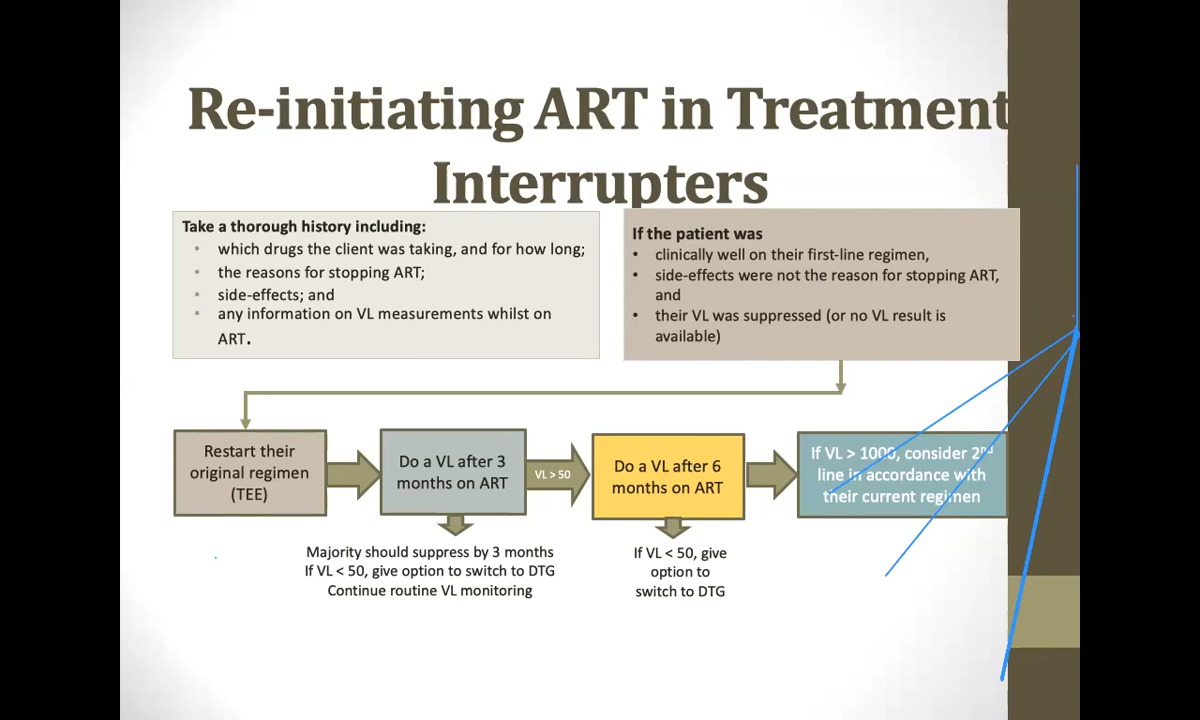 Re-initiating ART in Treatment
Interrupters
Take a thorough history including:
▪ which drugs the client was taking, and for how long;
▪ the reasons for stopping ART;
▪ side-effects; and
▪ any information on VL measurements whilst on
ART.
If the patient was
• clinically well on their first-line regimen,
• side-effects were not the reason for stopping ART,
and
• their VL was suppressed (or no VL result is
available)
Restart their
original regimen
(TEE)
Do a VL after 3
months on ART
VL > 50
Do a VL after 6
months on ART
If VL > 1000, consider 2nd
line in accordance with
their current regimen
Majority should suppress by 3 months
If VL < 50, give option to switch to DTG
Continue routine VL monitoring
If VL < 50, give
option to
switch to DTG